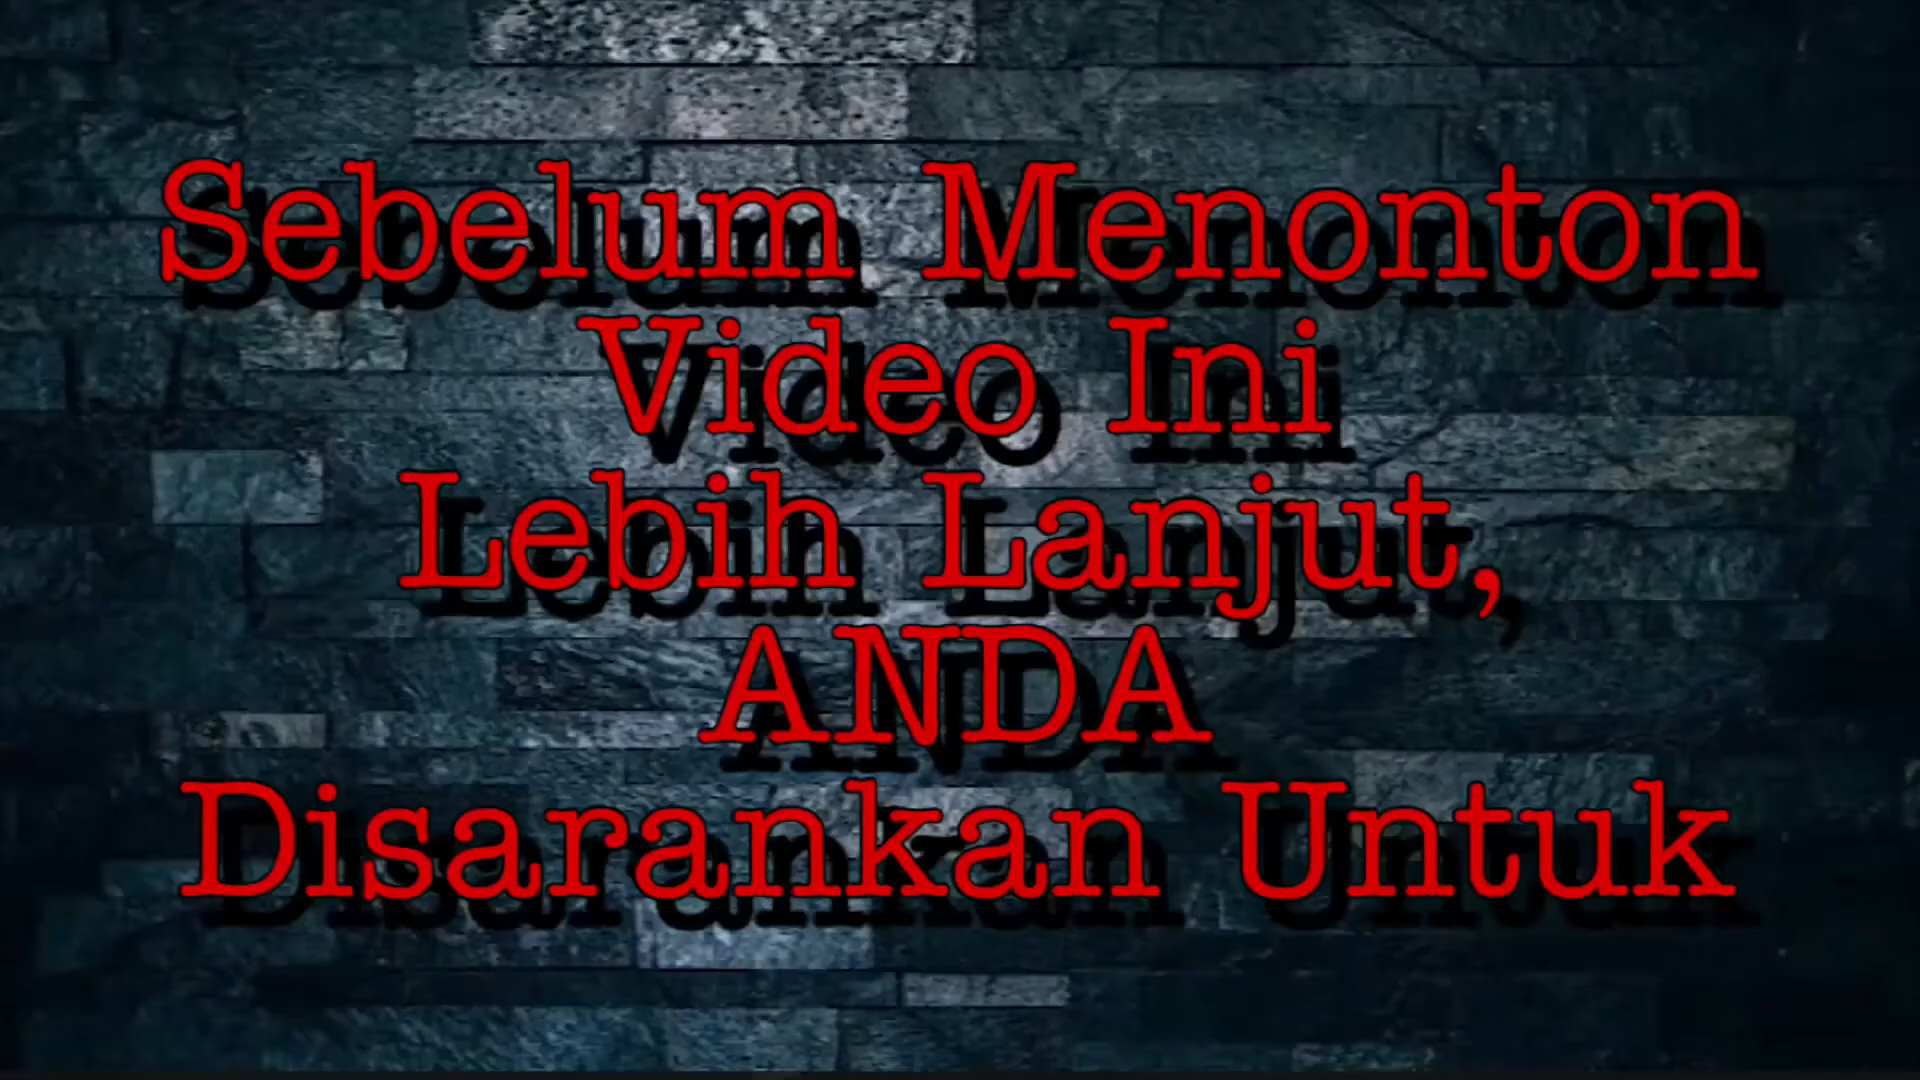 Sebelum Menonton
Video Ini
Lebih Lanjut,
ANDA
Disarankan Untuk